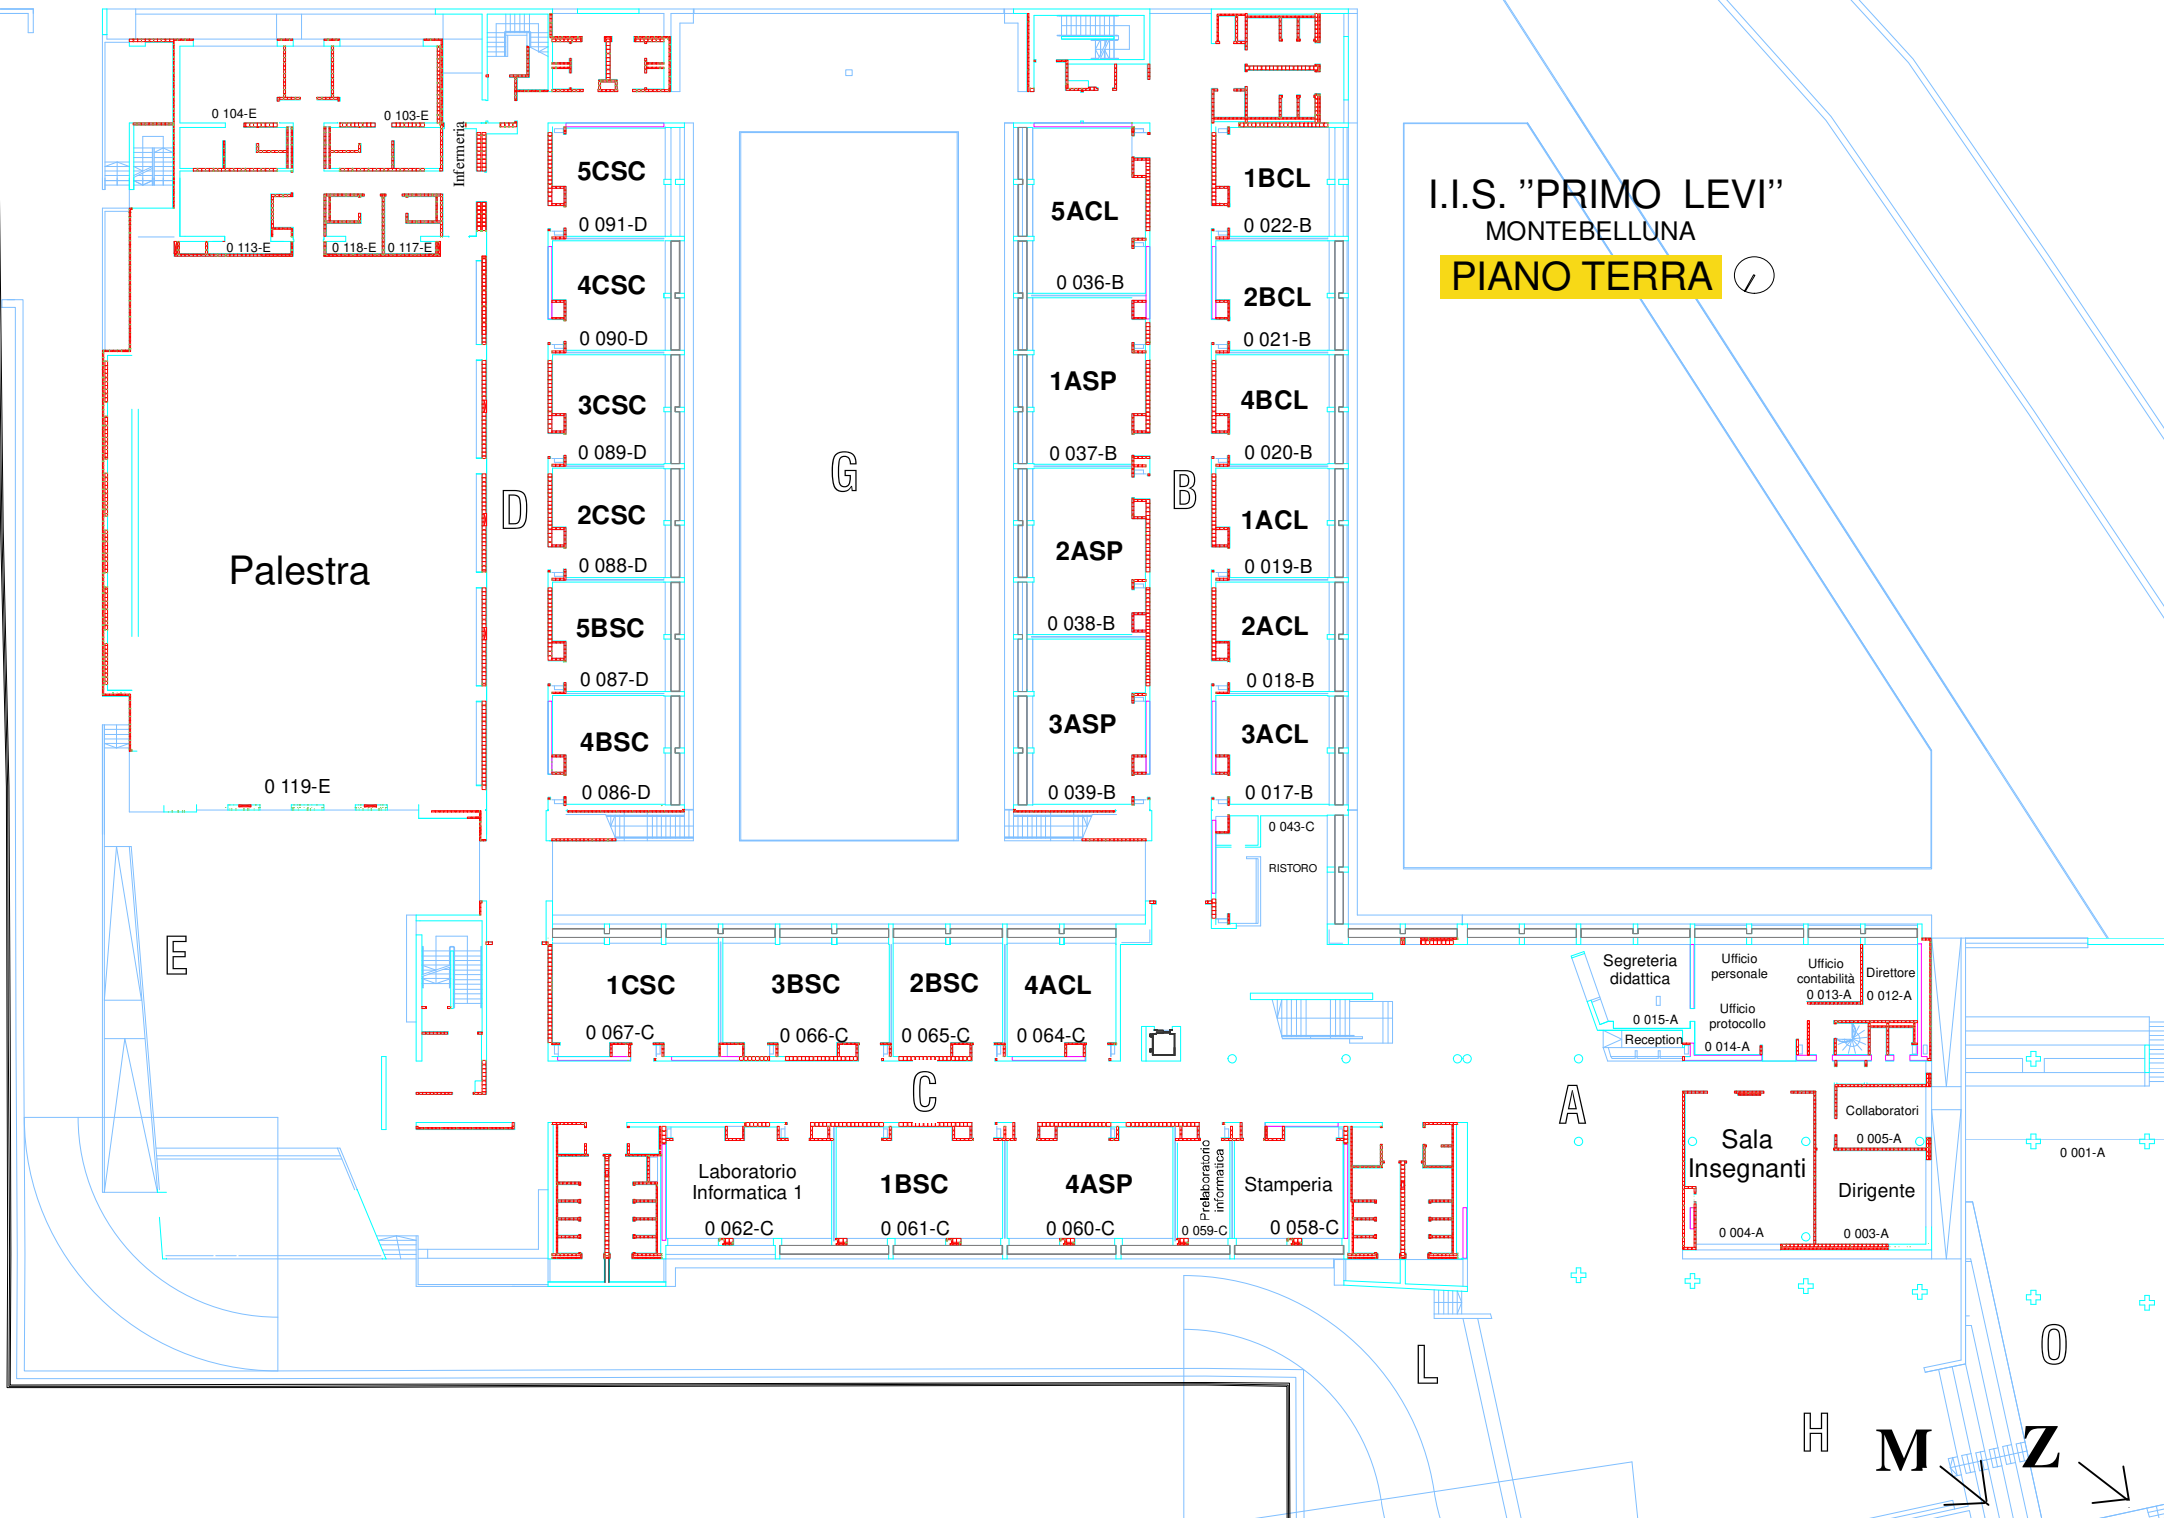 I.I.S. ”PRIMO LEVI”
MONTEBELLUNA
PIANO TERRA
0 104-E
0 103-E
Infermeria
0 113-E
0 118-E
0 117-E
Palestra
0 119-E
E
D
5CSC
0 091-D
4CSC
0 090-D
3CSC
0 089-D
2CSC
0 088-D
5BSC
0 087-D
4BSC
0 086-D
G
5ACL
0 036-B
1ASP
0 037-B
2ASP
0 038-B
3ASP
0 039-B
B
1BCL
0 022-B
2BCL
0 021-B
4BCL
0 020-B
1ACL
0 019-B
2ACL
0 018-B
3ACL
0 017-B
0 043-C
RISTORO
1CSC
0 067-C
3BSC
0 066-C
2BSC
0 065-C
4ACL
0 064-C
C
Laboratorio
Informatica 1
0 062-C
1BSC
0 061-C
4ASP
0 060-C
Prelaboratorio
informatica
0 059-C
Stamperia
0 058-C
A
Segreteria
didattica
0 015-A
Reception
Ufficio
personale
Ufficio
protocollo
0 014-A
Ufficio
contabilità
0 013-A
Direttore
0 012-A
Collaboratori
0 005-A
Sala
Insegnanti
0 004-A
Dirigente
0 003-A
0 001-A
L
H
O
M
Z